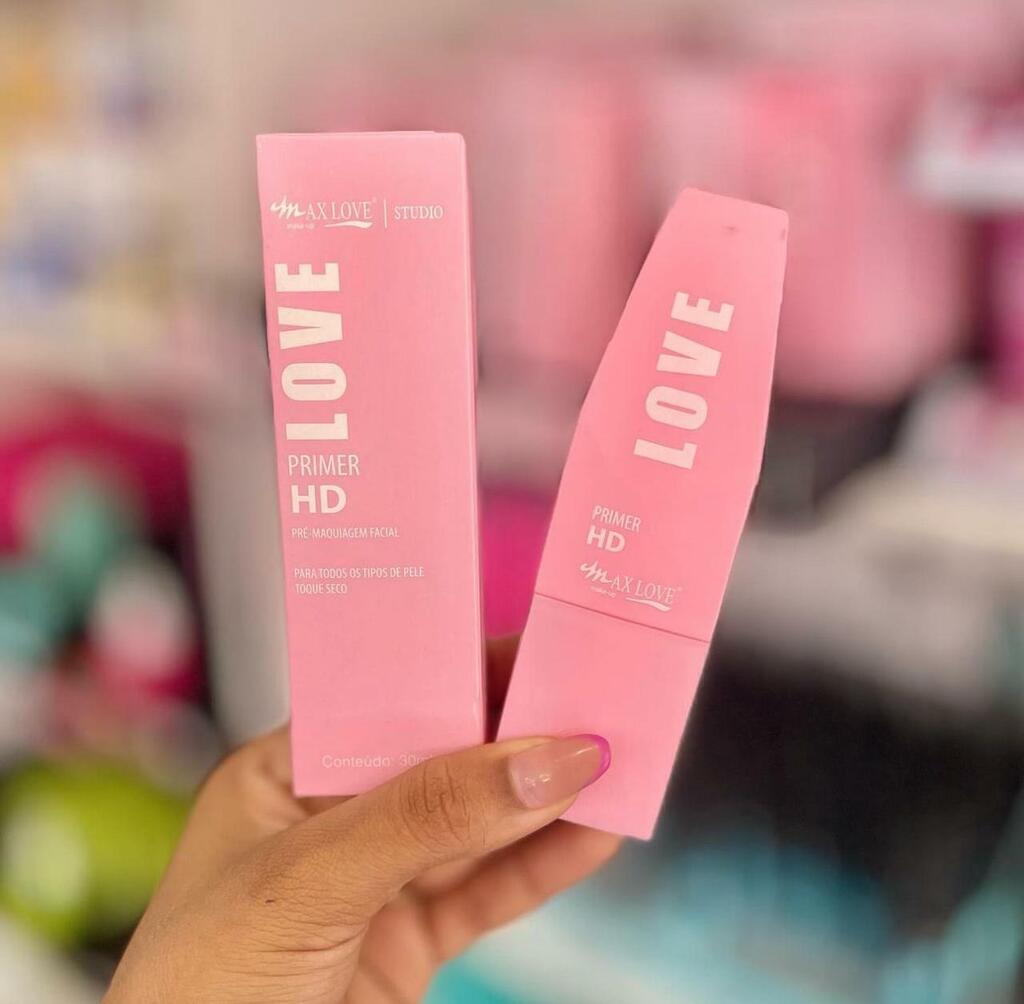 MAX LOVE® | STUDIO
make-up
LOVE
PRIMER
HD
PRÉ-MAQUIAGEM FACIAL
PARA TODOS OS TIPOS DE PELE
TOQUE SECO
Conteúdo:
LOVE
PRIMER
HD
MAX LOVE®
make-up